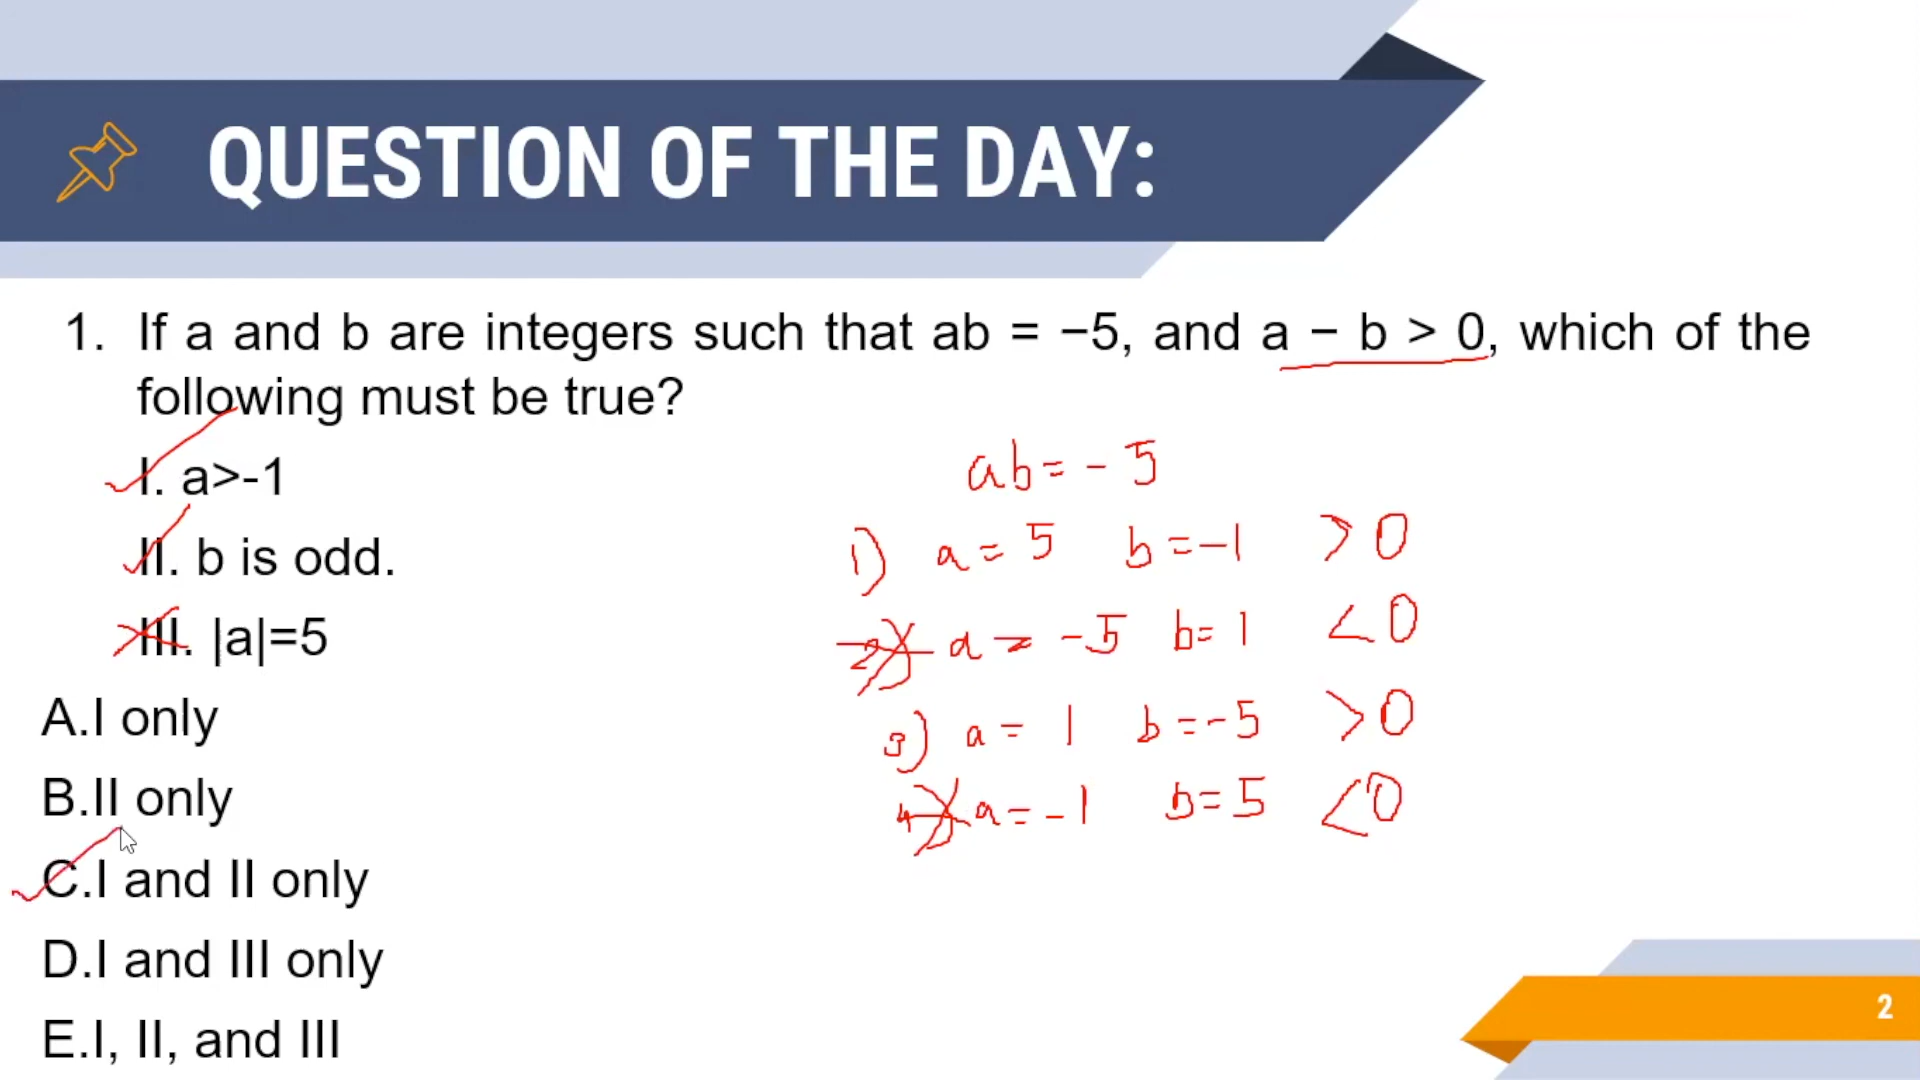 QUESTION OF THE DAY:
1. If a and b are integers such that ab = −5, and a − b > 0, which of the
following must be true?
I. a>-1
II. b is odd.
III. |a|=5
A.I only
B.II only
C.I and II only
D.I and III only
E.I, II, and III
ab = - 5
1) a = 5 b = -1 > 0
2) a = -5 b = 1 < 0
3) a = 1 b = -5 > 0
4) a = -1 b = 5 < 0
2